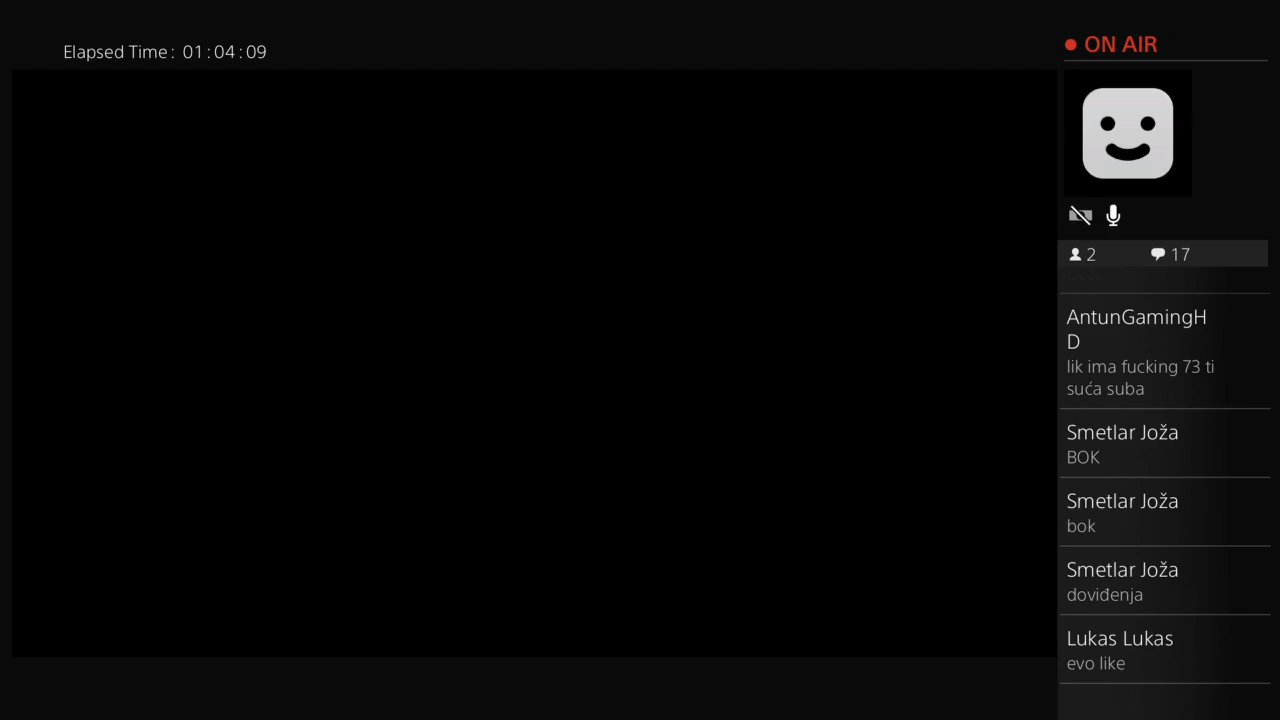 Elapsed Time: 01:04:09
ON AIR
2 17
AntunGamingH
D
lik ima fucking 73 ti
suća suba
Smetlar Joža
BOK
Smetlar Joža
bok
Smetlar Joža
doviđenja
Lukas Lukas
evo like